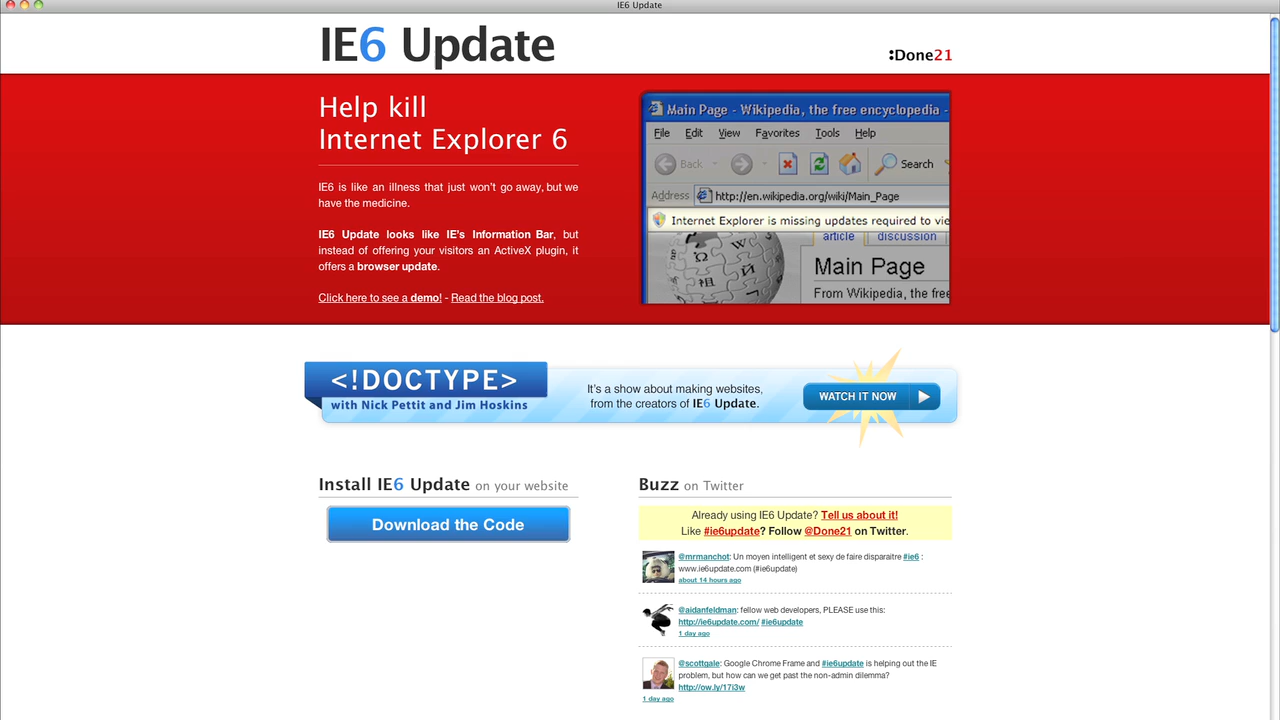 IE6 Update
IE6 Update
:Done21
Help kill
Internet Explorer 6
IE6 is like an illness that just won't go away, but we
have the medicine.
IE6 Update looks like IE's Information Bar, but
instead of offering your visitors an ActiveX plugin, it
offers a browser update.
Click here to see a demo! - Read the blog post.
Main Page - Wikipedia, the free encyclopedia -
File Edit View Favorites Tools Help
Back Search
Address http://en.wikipedia.org/wiki/Main_Page
Internet Explorer is missing updates required to vie
article discussion
Main Page
From Wikipedia, the free
<!DOCTYPE>
with Nick Pettit and Jim Hoskins
It's a show about making websites,
from the creators of IE6 Update.
WATCH IT NOW
Install IE6 Update on your website
Download the Code
Buzz on Twitter
Already using IE6 Update? Tell us about it!
Like #ie6update? Follow @Done21 on Twitter.
@mrmanchot: Un moyen intelligent et sexy de faire disparaitre #ie6 :
www.ie6update.com (#ie6update)
about 14 hours ago
@aidanfeldman: fellow web developers, PLEASE use this:
http://ie6update.com/ #ie6update
1 day ago
@scottgale: Google Chrome Frame and #ie6update is helping out the IE
problem, but how can we get past the non-admin dilemma?
http://ow.ly/17i3w
1 day ago